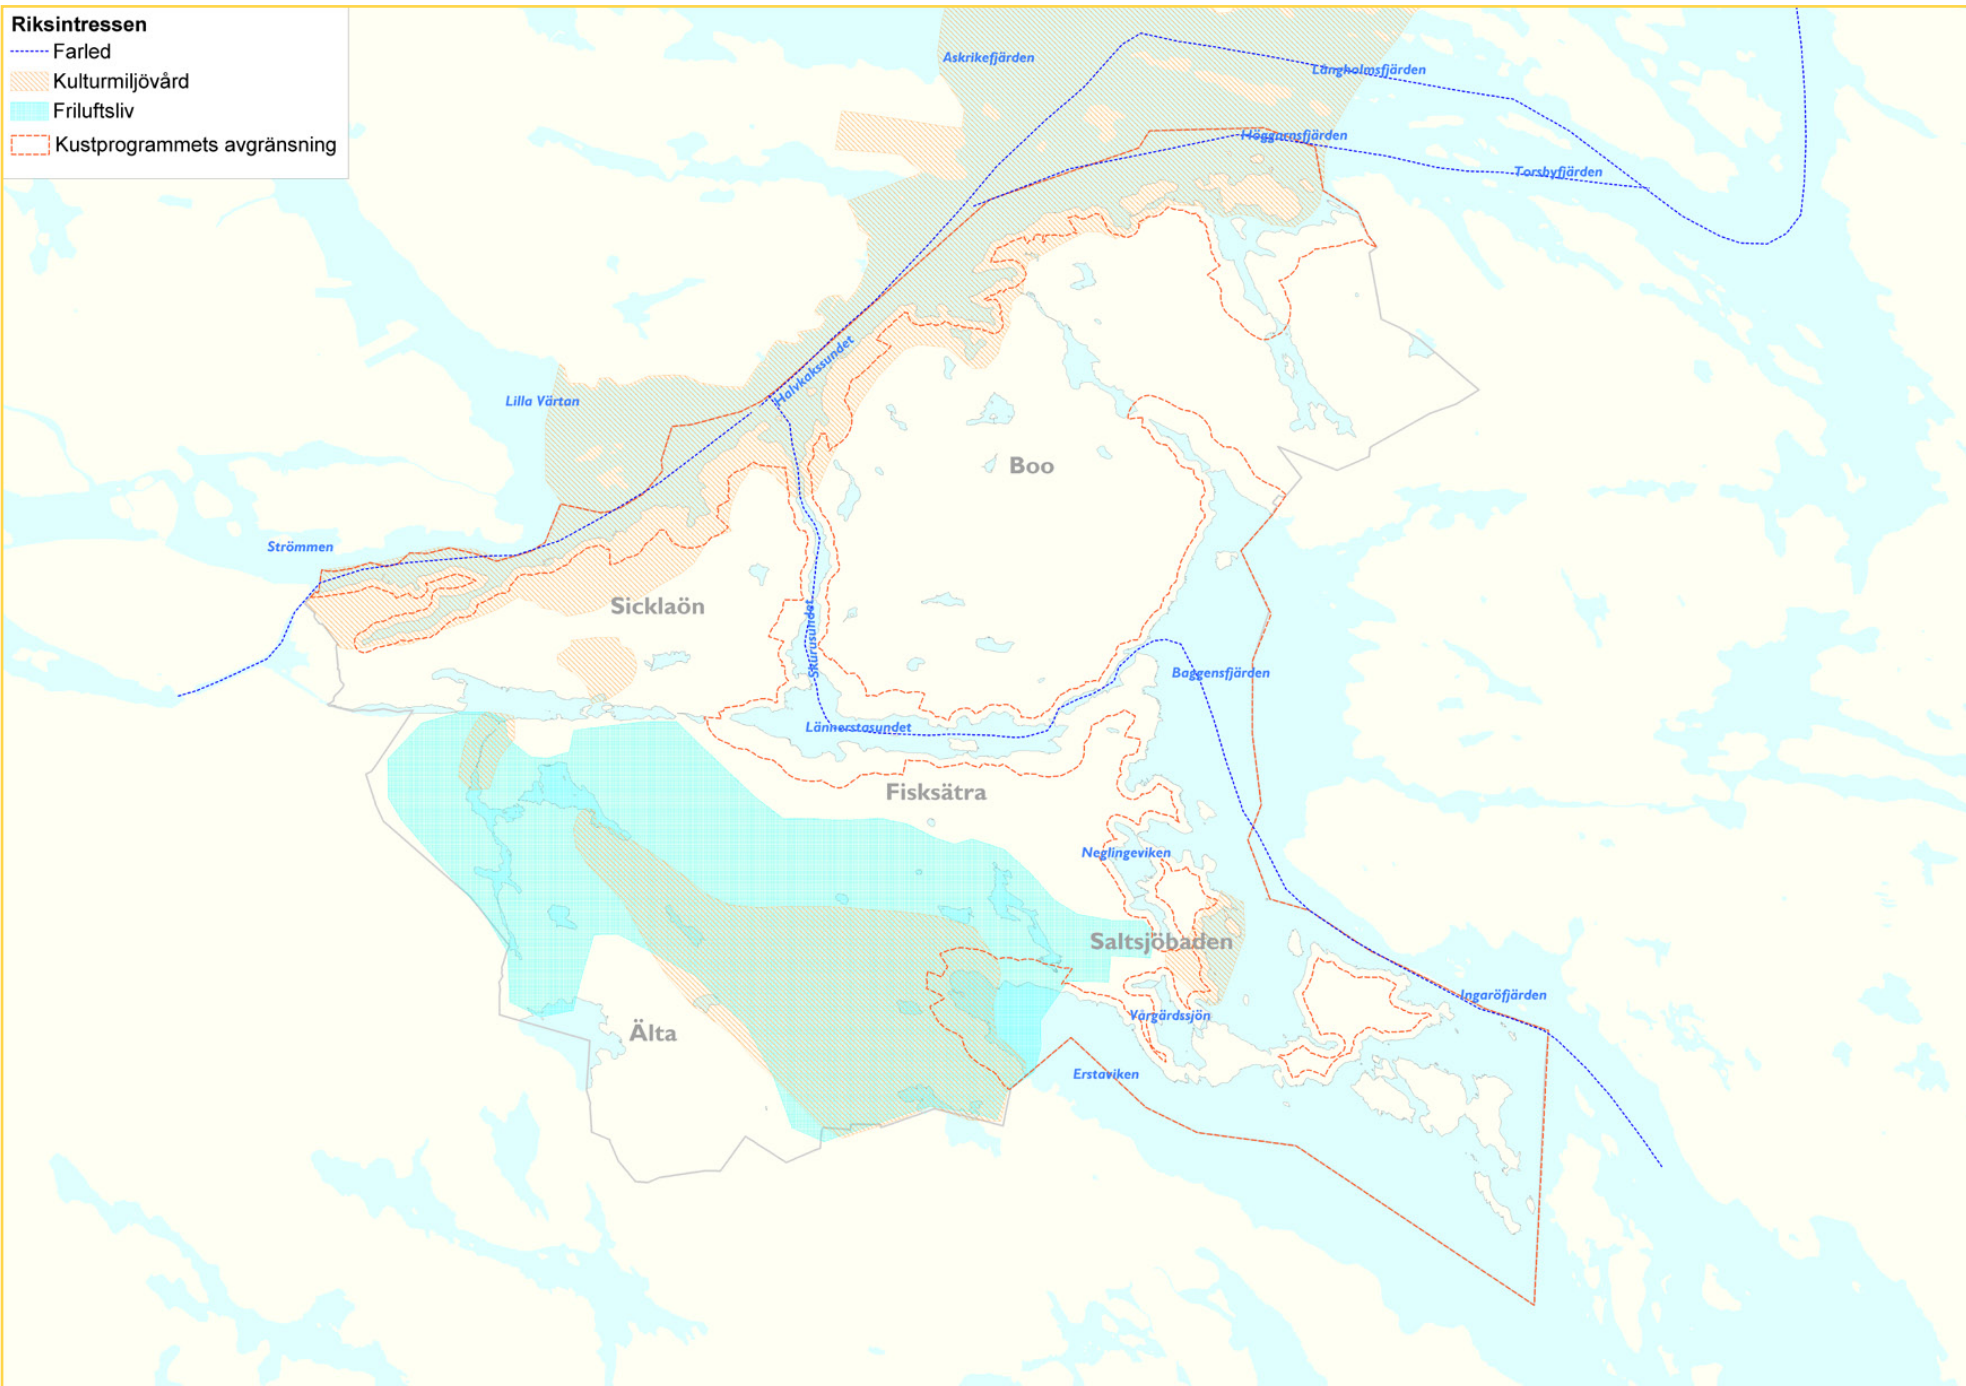 Riksintressen
Farled
Kulturmiljövård
Friluftsliv
Kustprogrammets avgränsning
Askrikefjärden
Långholmsfjärden
Höggarnsfjärden
Torsbyfjärden
Halvkakssundet
Lilla Värtan
Boo
Strömmen
Sicklaön
Skurusundet
Baggensfjärden
Lännerstasundet
Fisksätra
Neglingeviken
Saltsjöbaden
Ingaröfjärden
Vårgärdssjön
Älta
Erstaviken